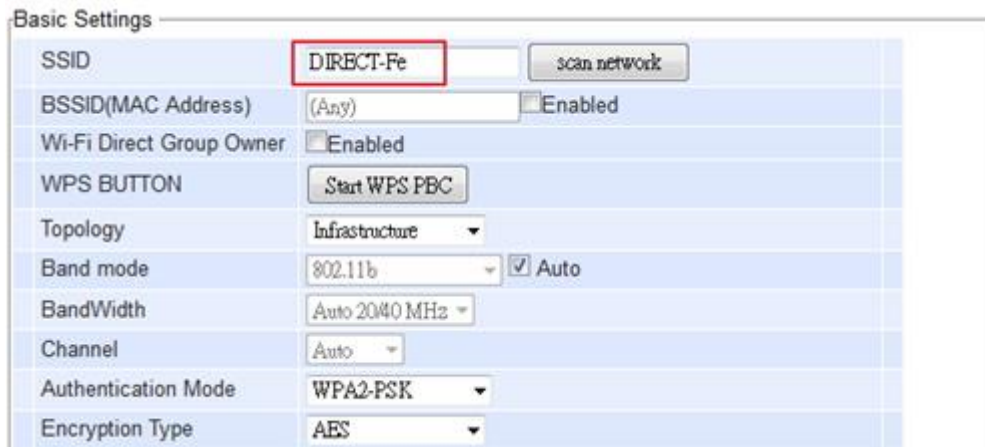 Basic Settings
SSID DIRECT-Fe scan network
BSSID(MAC Address) (Any) Enabled
Wi-Fi Direct Group Owner Enabled
WPS BUTTON Start WPS PBC
Topology Infrastructure
Band mode 802.11b Auto
BandWidth Auto 20/40 MHz
Channel Auto
Authentication Mode WPA2-PSK
Encryption Type AES